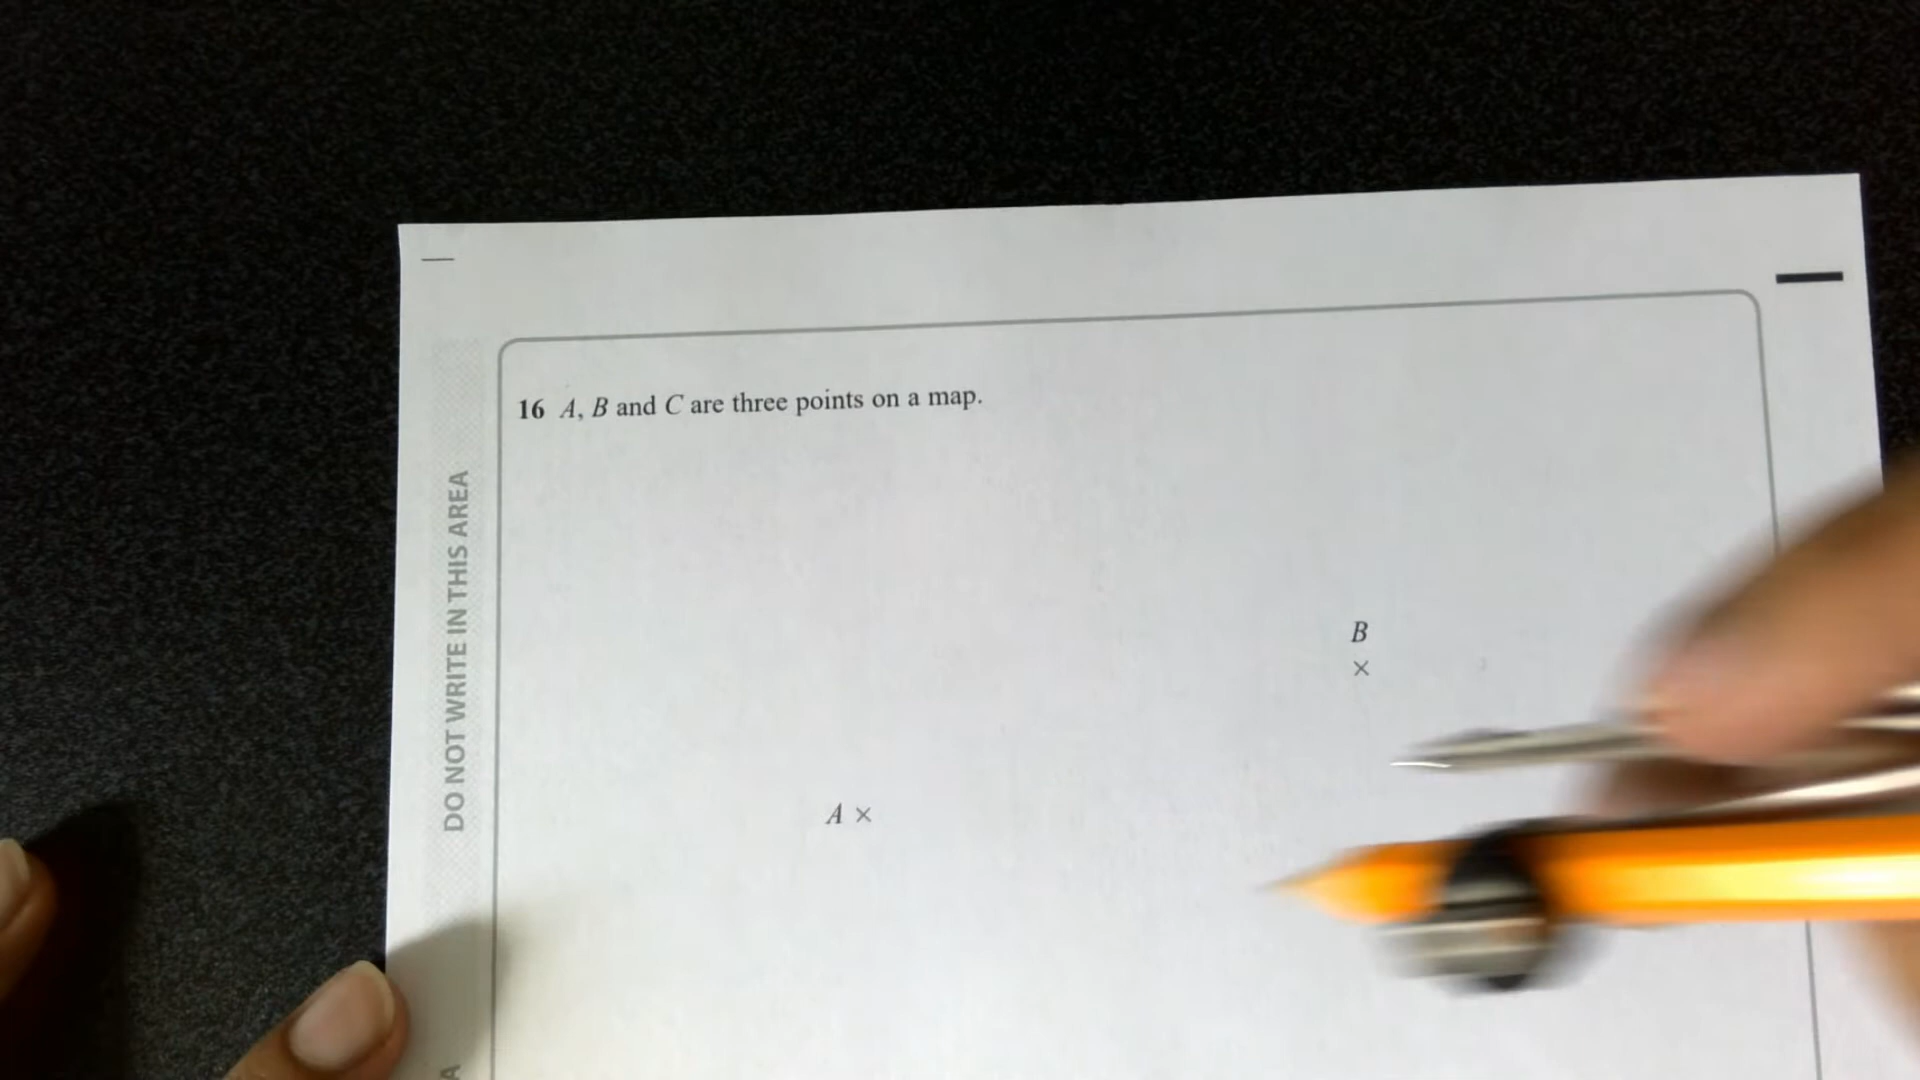 16 A, B and C are three points on a map.
DO NOT WRITE IN THIS AREA
B
×
A ×
A